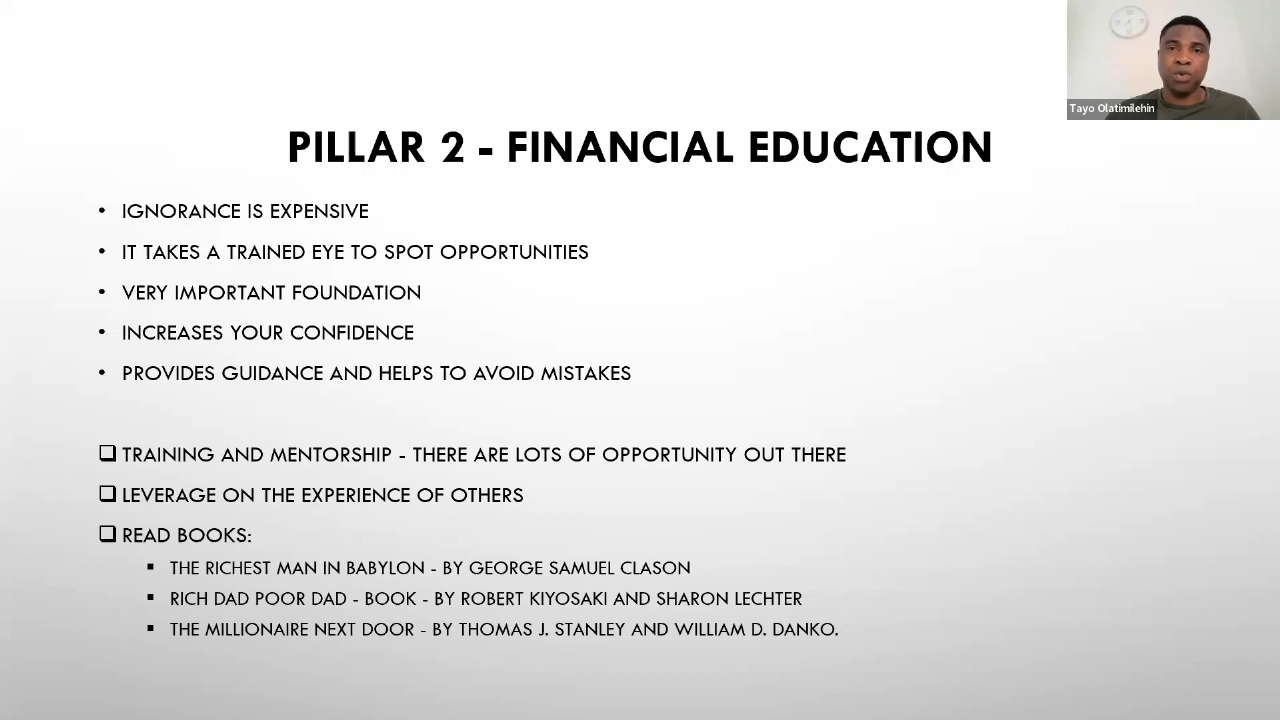 Tayo Olatimilehin
PILLAR 2 - FINANCIAL EDUCATION
• IGNORANCE IS EXPENSIVE
• IT TAKES A TRAINED EYE TO SPOT OPPORTUNITIES
• VERY IMPORTANT FOUNDATION
• INCREASES YOUR CONFIDENCE
• PROVIDES GUIDANCE AND HELPS TO AVOID MISTAKES
❑ TRAINING AND MENTORSHIP - THERE ARE LOTS OF OPPORTUNITY OUT THERE
❑ LEVERAGE ON THE EXPERIENCE OF OTHERS
❑ READ BOOKS:
▪ THE RICHEST MAN IN BABYLON - BY GEORGE SAMUEL CLASON
▪ RICH DAD POOR DAD - BOOK - BY ROBERT KIYOSAKI AND SHARON LECHTER
▪ THE MILLIONAIRE NEXT DOOR - BY THOMAS J. STANLEY AND WILLIAM D. DANKO.